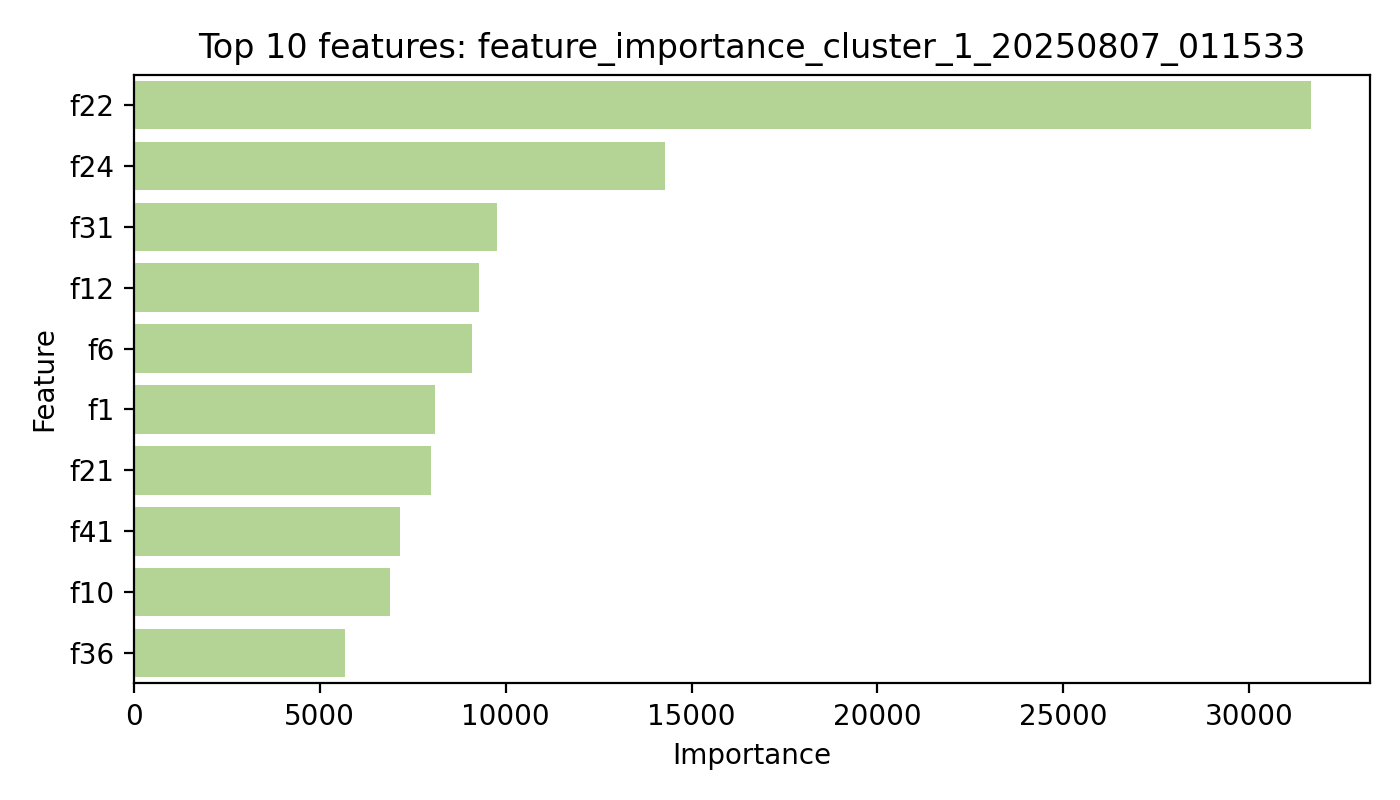 Top 10 features: feature_importance_cluster_1_20250807_011533
f22
f24
f31
f12
f6
f1
f21
f41
f10
f36
Feature
0 5000 10000 15000 20000 25000 30000
Importance